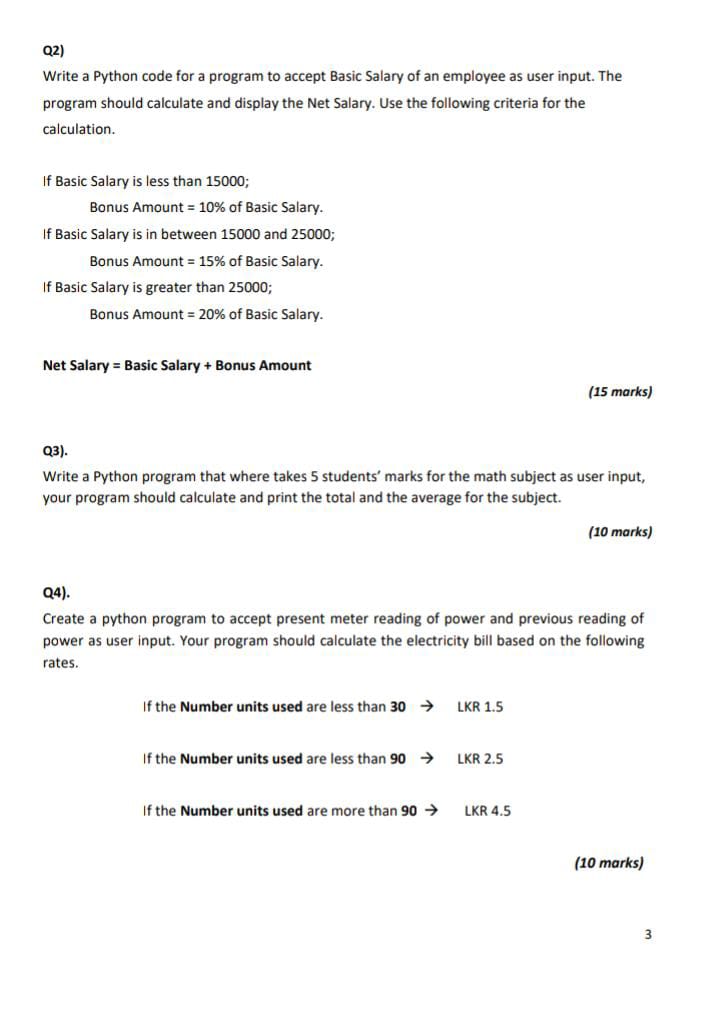 Q2)
Write a Python code for a program to accept Basic Salary of an employee as user input. The
program should calculate and display the Net Salary. Use the following criteria for the
calculation.
If Basic Salary is less than 15000;
Bonus Amount = 10% of Basic Salary.
If Basic Salary is in between 15000 and 25000;
Bonus Amount = 15% of Basic Salary.
If Basic Salary is greater than 25000;
Bonus Amount = 20% of Basic Salary.
Net Salary = Basic Salary + Bonus Amount
(15 marks)
Q3).
Write a Python program that where takes 5 students’ marks for the math subject as user input,
your program should calculate and print the total and the average for the subject.
(10 marks)
Q4).
Create a python program to accept present meter reading of power and previous reading of
power as user input. Your program should calculate the electricity bill based on the following
rates.
If the Number units used are less than 30 → LKR 1.5
If the Number units used are less than 90 → LKR 2.5
If the Number units used are more than 90 → LKR 4.5
(10 marks)
3